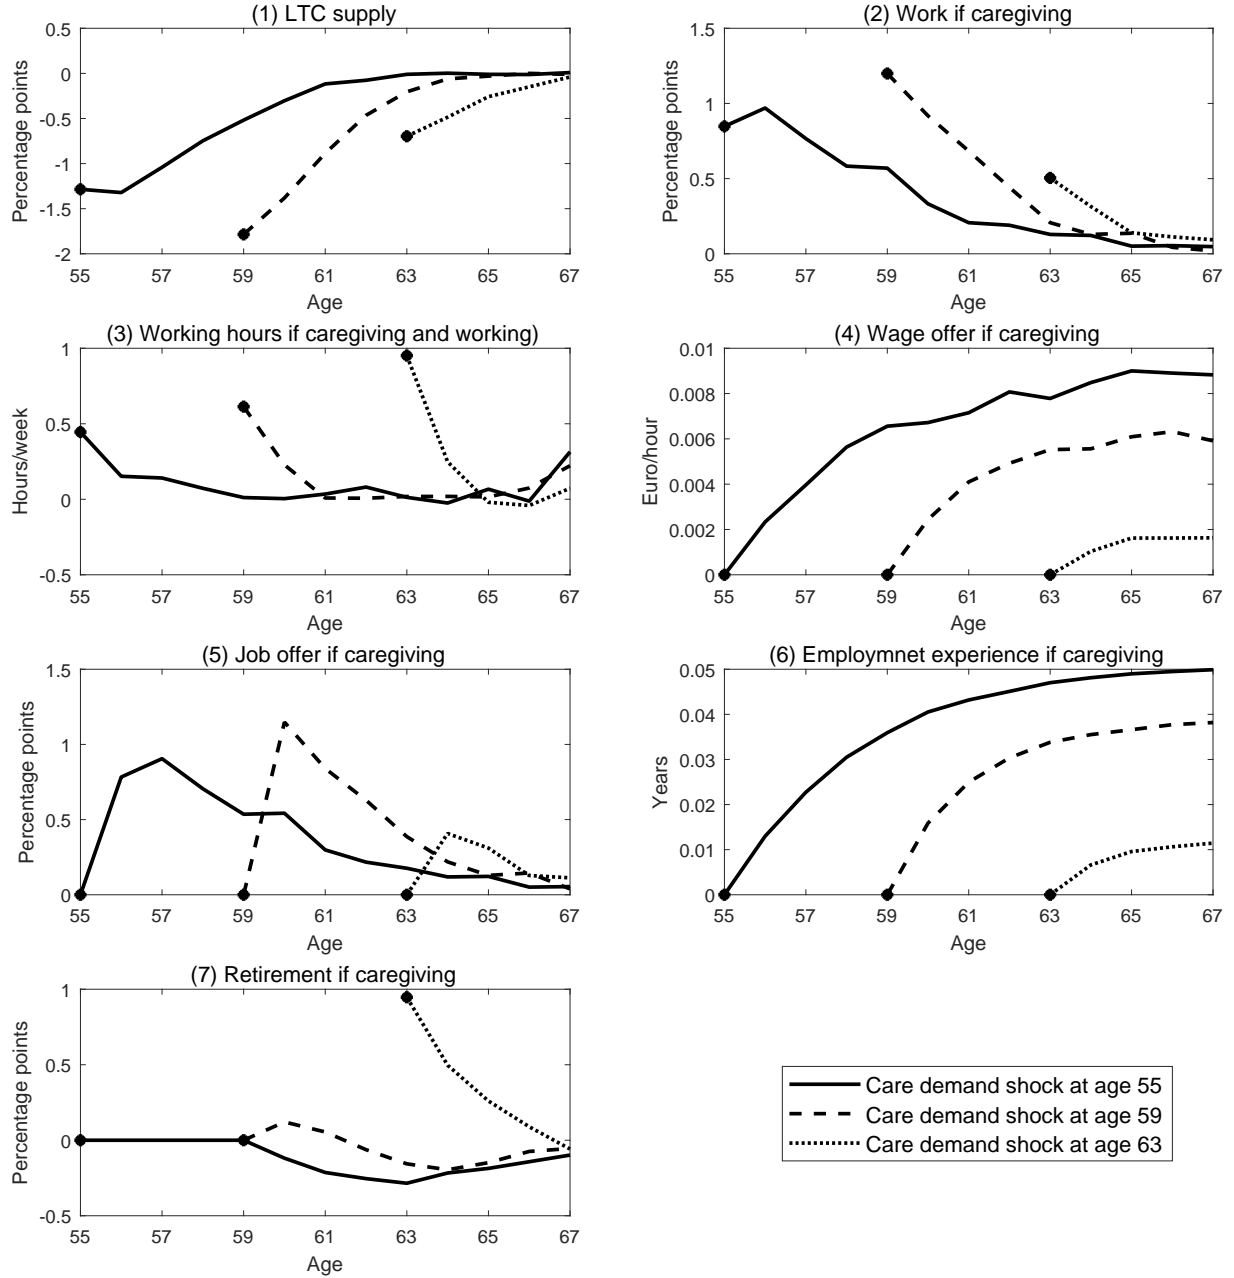 (1) LTC supply
Percentage points
0.5
0
-0.5
-1
-1.5
-2
55 57 59 61 63 65 67
Age
(2) Work if caregiving
Percentage points
1.5
1
0.5
0
55 57 59 61 63 65 67
Age
(3) Working hours if caregiving and working)
Hours/week
1
0.5
0
-0.5
55 57 59 61 63 65 67
Age
(4) Wage offer if caregiving
Euro/hour
0.01
0.008
0.006
0.004
0.002
0
55 57 59 61 63 65 67
Age
(5) Job offer if caregiving
Percentage points
1.5
1
0.5
0
55 57 59 61 63 65 67
Age
(6) Employmnet experience if caregiving
Years
0.05
0.04
0.03
0.02
0.01
0
55 57 59 61 63 65 67
Age
(7) Retirement if caregiving
Percentage points
1
0.5
0
-0.5
55 57 59 61 63 65 67
Age
Care demand shock at age 55
Care demand shock at age 59
Care demand shock at age 63